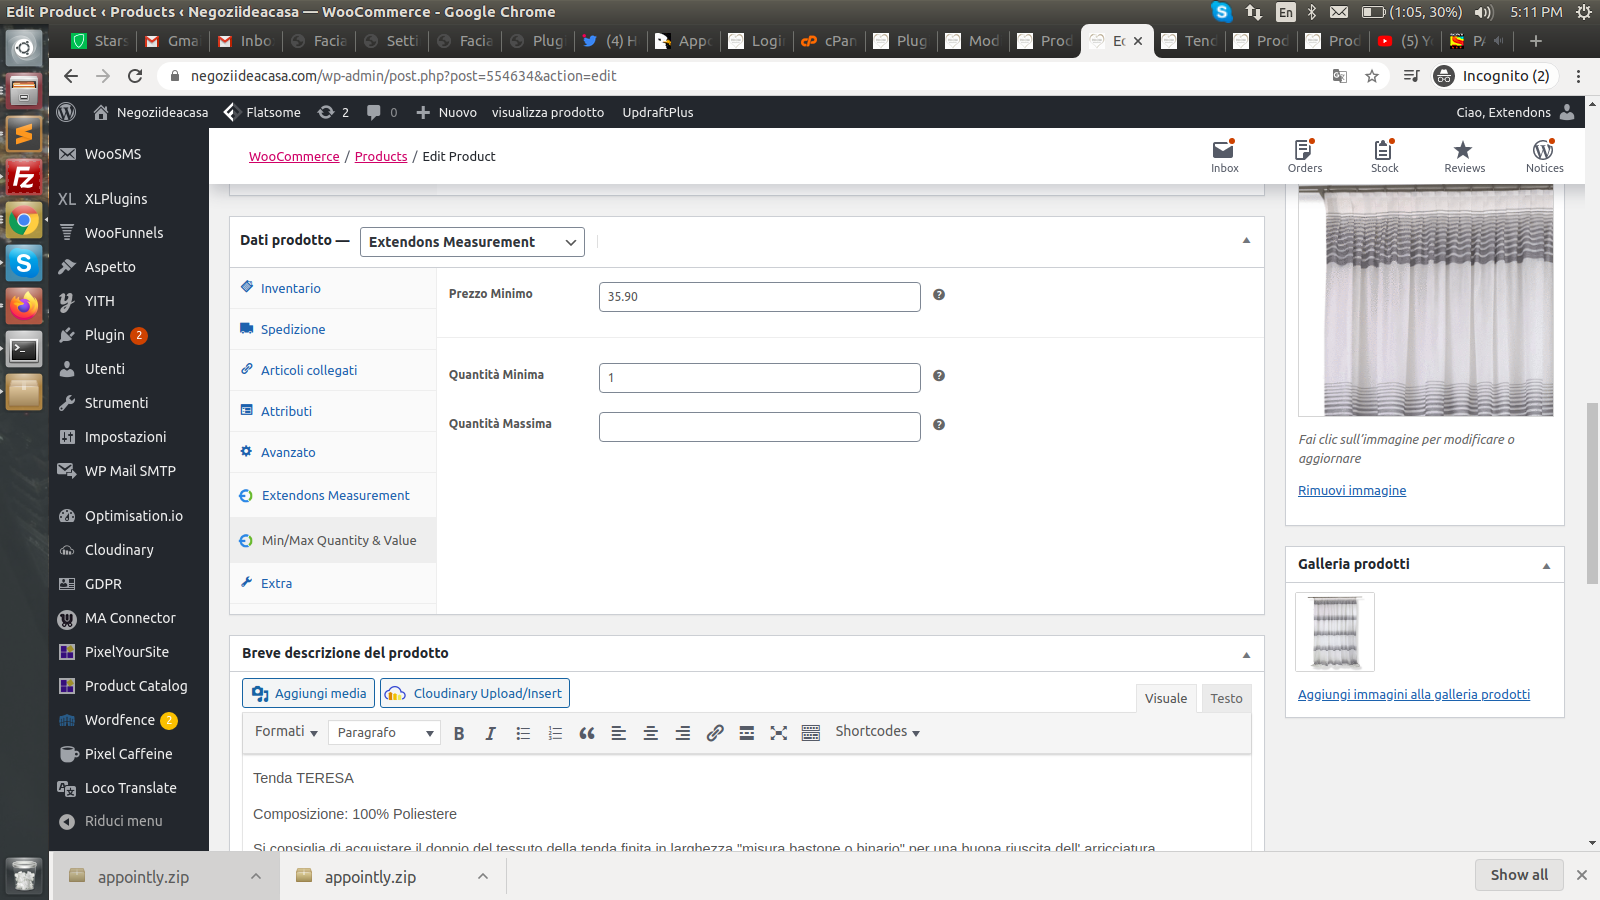 Edit Product ‹ Products ‹ Negoziideacasa — WooCommerce - Google Chrome
En
(1:05, 30%)
5:11 PM
Stars
Gmai
Inbo
Facia
Setti
Facia
Plugi
(4) H
Appo
Login
cPan
Plug
Mod
Prod
Ec
Tend
Prod
Prod
(5) Yo
PA
negoziideacasa.com/wp-admin/post.php?post=554634&action=edit
Incognito (2)
Negoziideacasa
Flatsome
2
0
Nuovo
visualizza prodotto
UpdraftPlus
Ciao, Extendons
WooCommerce / Products / Edit Product
Inbox
Orders
Stock
Reviews
Notices
WooSMS
XLPlugins
WooFunnels
Aspetto
YITH
Plugin 2
Utenti
Strumenti
Impostazioni
WP Mail SMTP
Optimisation.io
Cloudinary
GDPR
MA Connector
PixelYourSite
Product Catalog
Wordfence 2
Pixel Caffeine
Loco Translate
Riduci menu
Dati prodotto —
Extendons Measurement
Inventario
Spedizione
Articoli collegati
Attributi
Avanzato
Extendons Measurement
Min/Max Quantity & Value
Extra
Prezzo Minimo
35.90
Quantità Minima
1
Quantità Massima
Breve descrizione del prodotto
Aggiungi media
Cloudinary Upload/Insert
Visuale
Testo
Formati
Paragrafo
B
I
Shortcodes
Tenda TERESA
Composizione: 100% Poliestere
Si consiglia di acquistare il doppio del tessuto della tenda finita in larghezza "misura bastone o binario" per una buona riuscita dell' arricciatura
Fai clic sull'immagine per modificare o
aggiornare
Rimuovi immagine
Galleria prodotti
Aggiungi immagini alla galleria prodotti
appointly.zip
appointly.zip
Show all